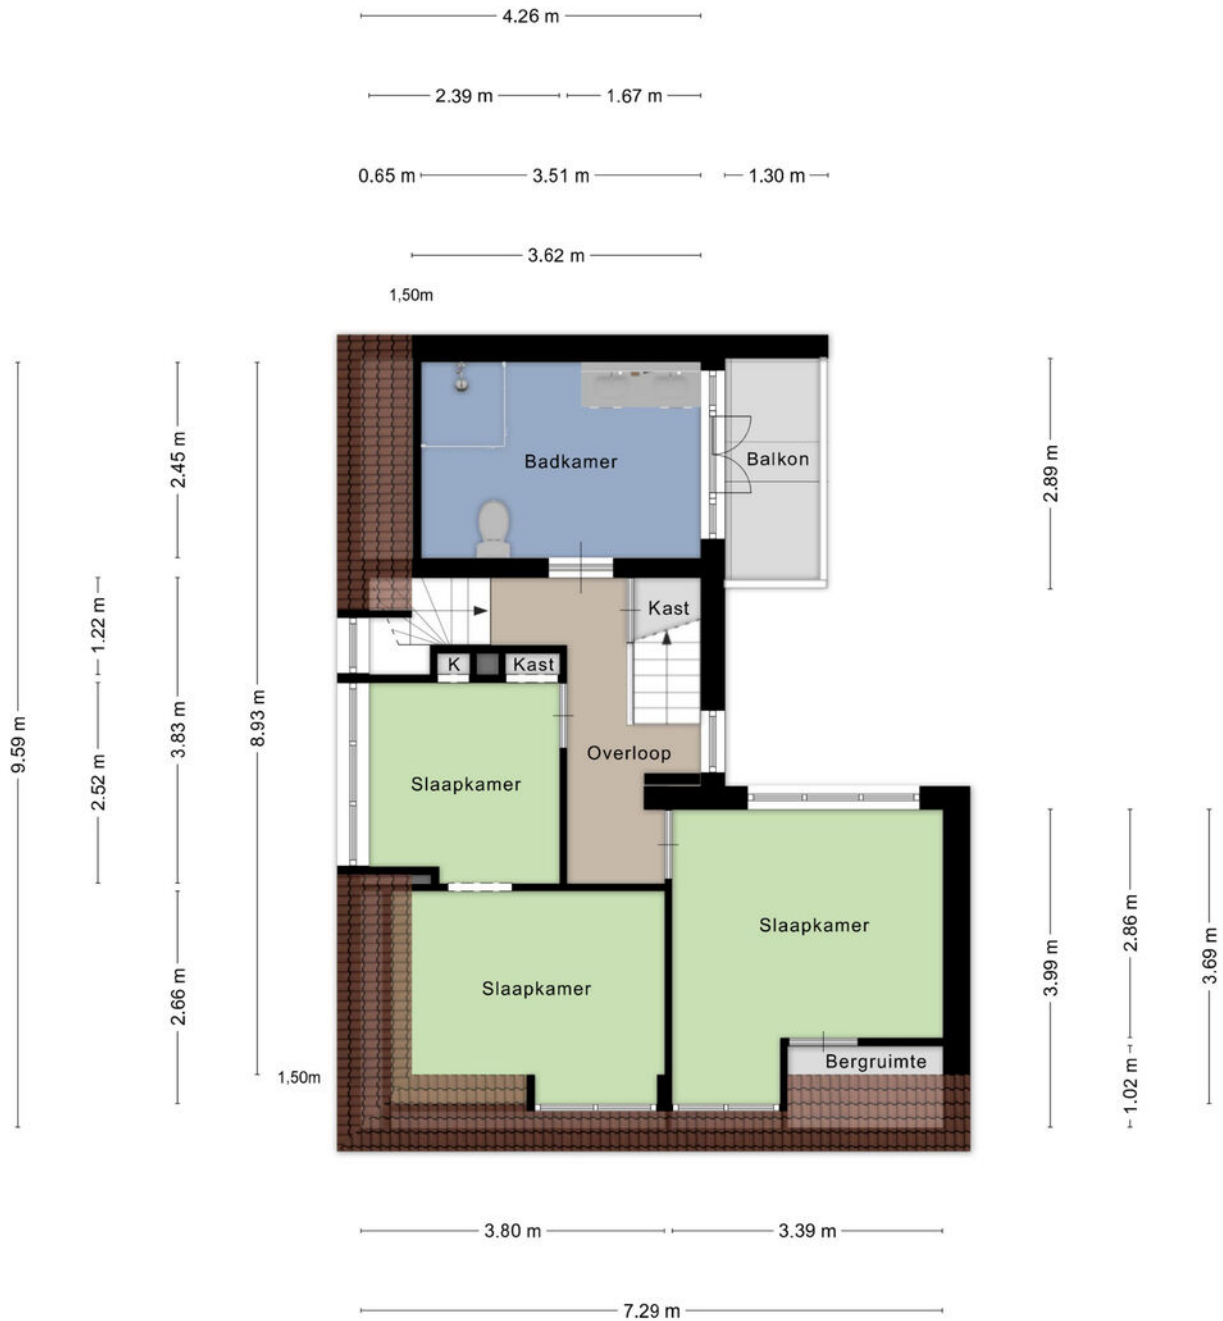 4.26 m
2.39 m
1.67 m
0.65 m
3.51 m
1.30 m
3.62 m
1,50m
Badkamer
Balkon
2.45 m
2.89 m
Kast
1.22 m
K
Kast
9.59 m
2.52 m
3.83 m
8.93 m
Overloop
Slaapkamer
Slaapkamer
Slaapkamer
2.66 m
3.99 m
2.86 m
3.69 m
1,50m
Bergruimte
1.02 m
3.80 m
3.39 m
7.29 m